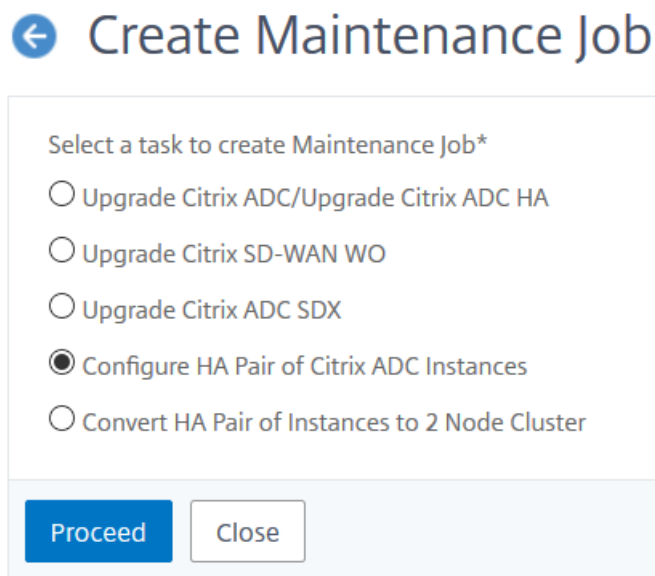 Create Maintenance Job
Select a task to create Maintenance Job*
Upgrade Citrix ADC/Upgrade Citrix ADC HA
Upgrade Citrix SD-WAN WO
Upgrade Citrix ADC SDX
Configure HA Pair of Citrix ADC Instances
Convert HA Pair of Instances to 2 Node Cluster
Proceed
Close